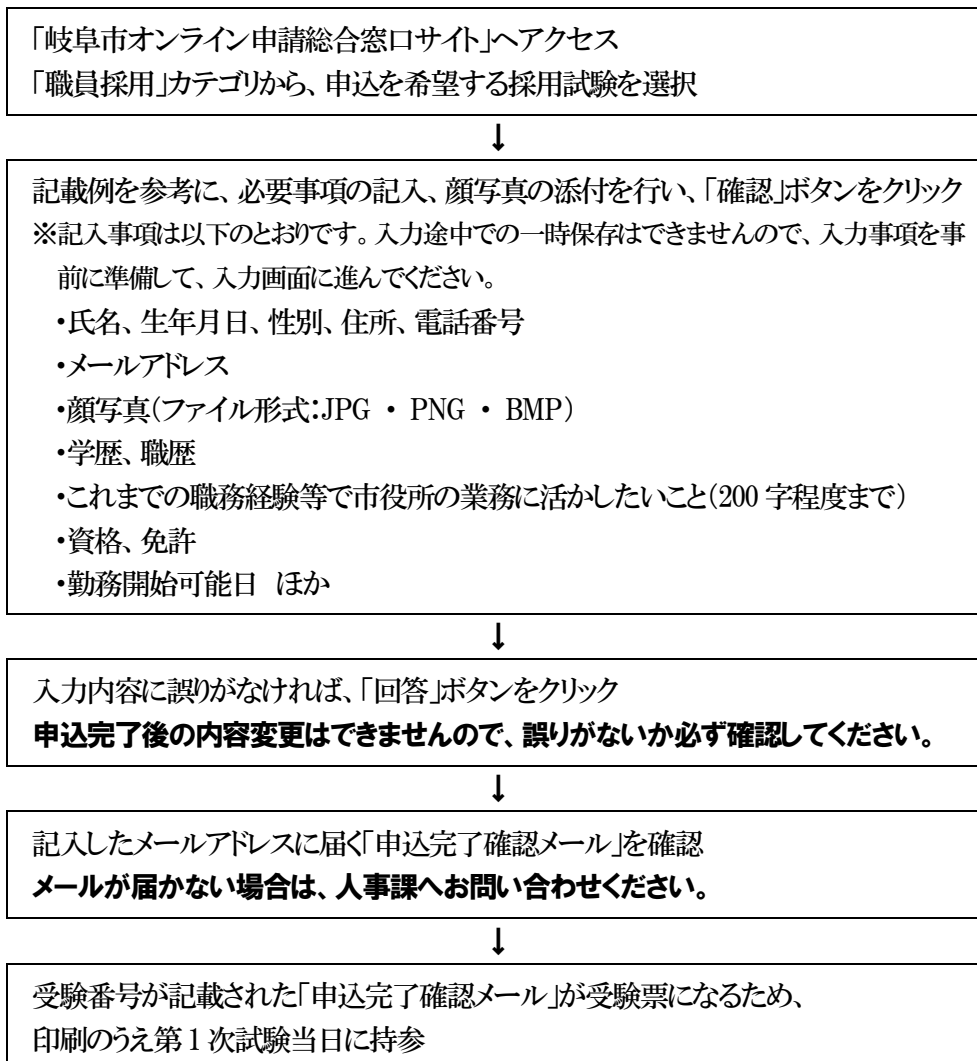 「岐阜市オンライン申請総合窓口サイト」へアクセス
「職員採用」カテゴリから、申込を希望する採用試験を選択
↓
記載例を参考に、必要事項の記入、顔写真の添付を行い、「確認」ボタンをクリック
※記入事項は以下のとおりです。入力途中での一時保存はできませんので、入力事項を事
前に準備して、入力画面に進んでください。
・氏名、生年月日、性別、住所、電話番号
・メールアドレス
・顔写真(ファイル形式:JPG ・ PNG ・ BMP)
・学歴、職歴
・これまでの職務経験等で市役所の業務に活かしたいこと(200 字程度まで)
・資格、免許
・勤務開始可能日 ほか
↓
入力内容に誤りがなければ、「回答」ボタンをクリック
申込完了後の内容変更はできませんので、誤りがないか必ず確認してください。
↓
記入したメールアドレスに届く「申込完了確認メール」を確認
メールが届かない場合は、人事課へお問い合わせください。
↓
受験番号が記載された「申込完了確認メール」が受験票になるため、
印刷のうえ第1次試験当日に持参